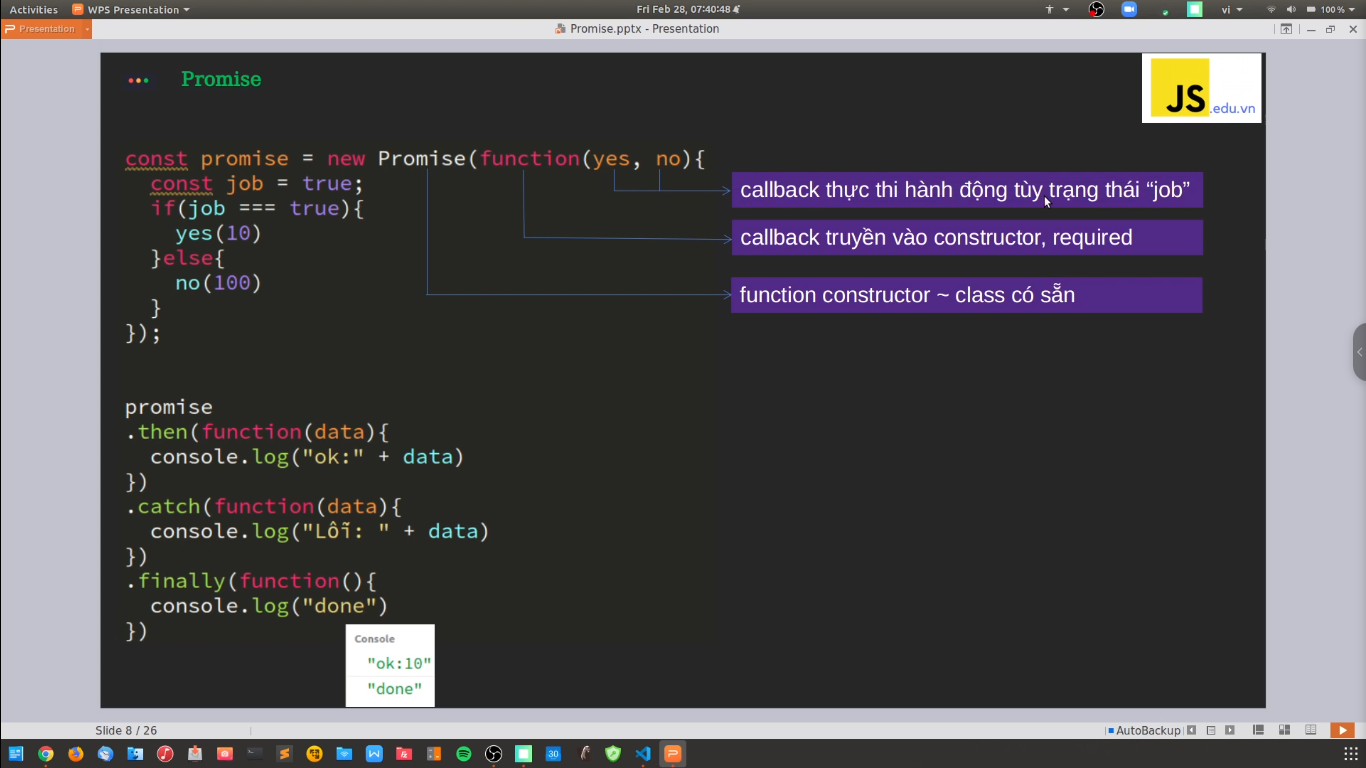 Activities WPS Presentation Fri Feb 28, 07:40:48 vi 100%
Presentation Promise.pptx - Presentation
Promise
JS
.edu.vn
const promise = new Promise(function(yes, no){
const job = true;
if(job === true){
yes(10)
}else{
no(100)
}
});
callback thực thi hành động tùy trạng thái “job”
callback truyền vào constructor, required
function constructor ~ class có sẵn
promise
.then(function(data){
console.log("ok:" + data)
})
.catch(function(data){
console.log("Lỗi: " + data)
})
.finally(function(){
console.log("done")
})
Console
"ok:10"
"done"
Slide 8 / 26 AutoBackup
30